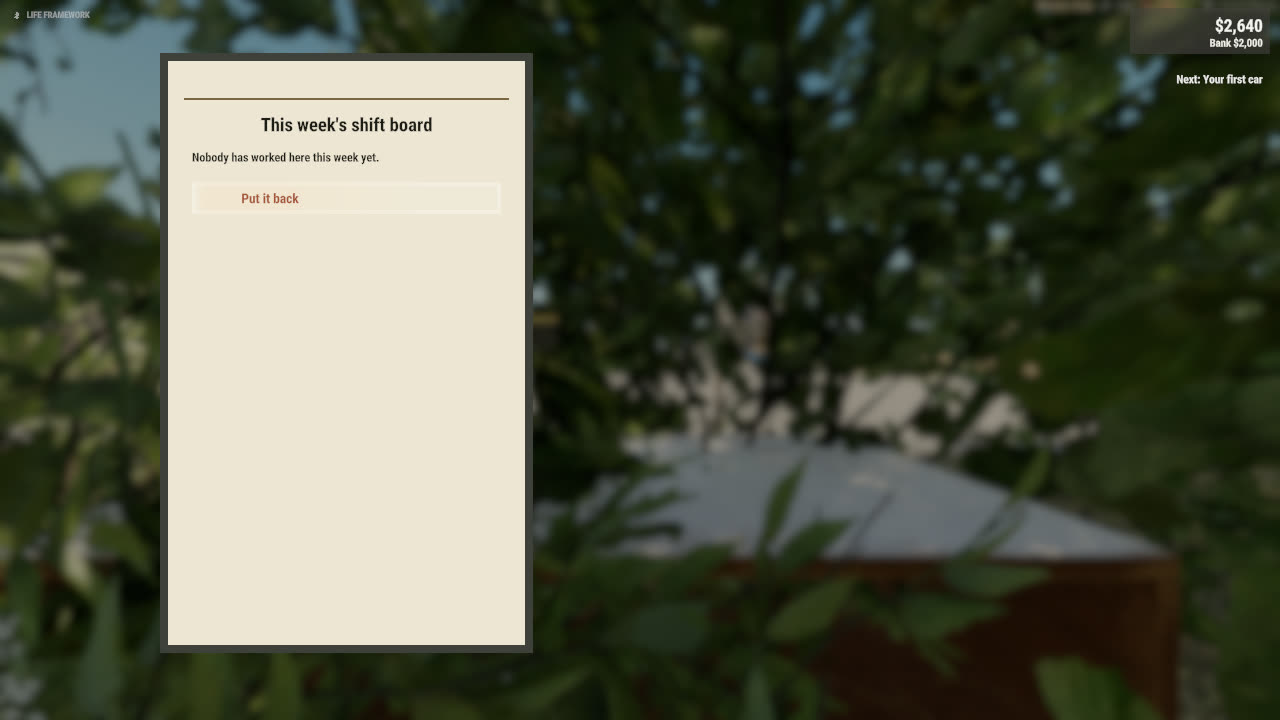 LIFE FRAMEWORK
$2,640
Bank $2,000
Next: Your first car
This week's shift board
Nobody has worked here this week yet.
Put it back